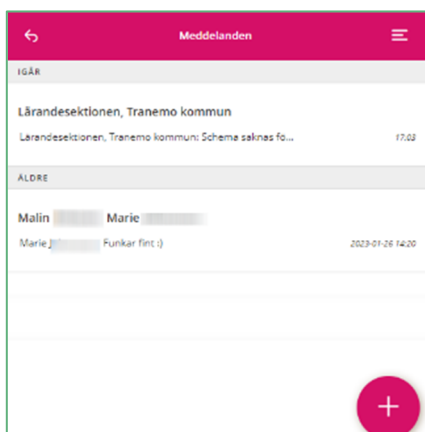 Meddelanden
IGÅR
Lärandesektionen, Tranemo kommun
Lärandesektionen, Tranemo kommun: Schema saknas fo... 17.03
ÄLDRE
Malin Marie
Marie J Funkar fint :) 2023-01-26 14:20